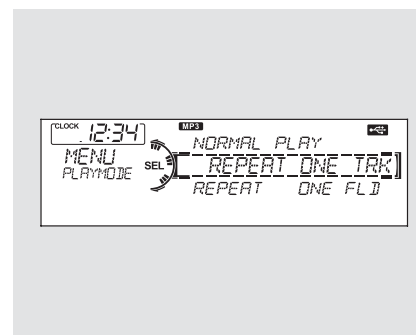 CLOCK 12:34
MP3
NORMAL PLAY
MENU
PLAYMODE
SEL
REPEAT ONE TRK
REPEAT ONE FLD